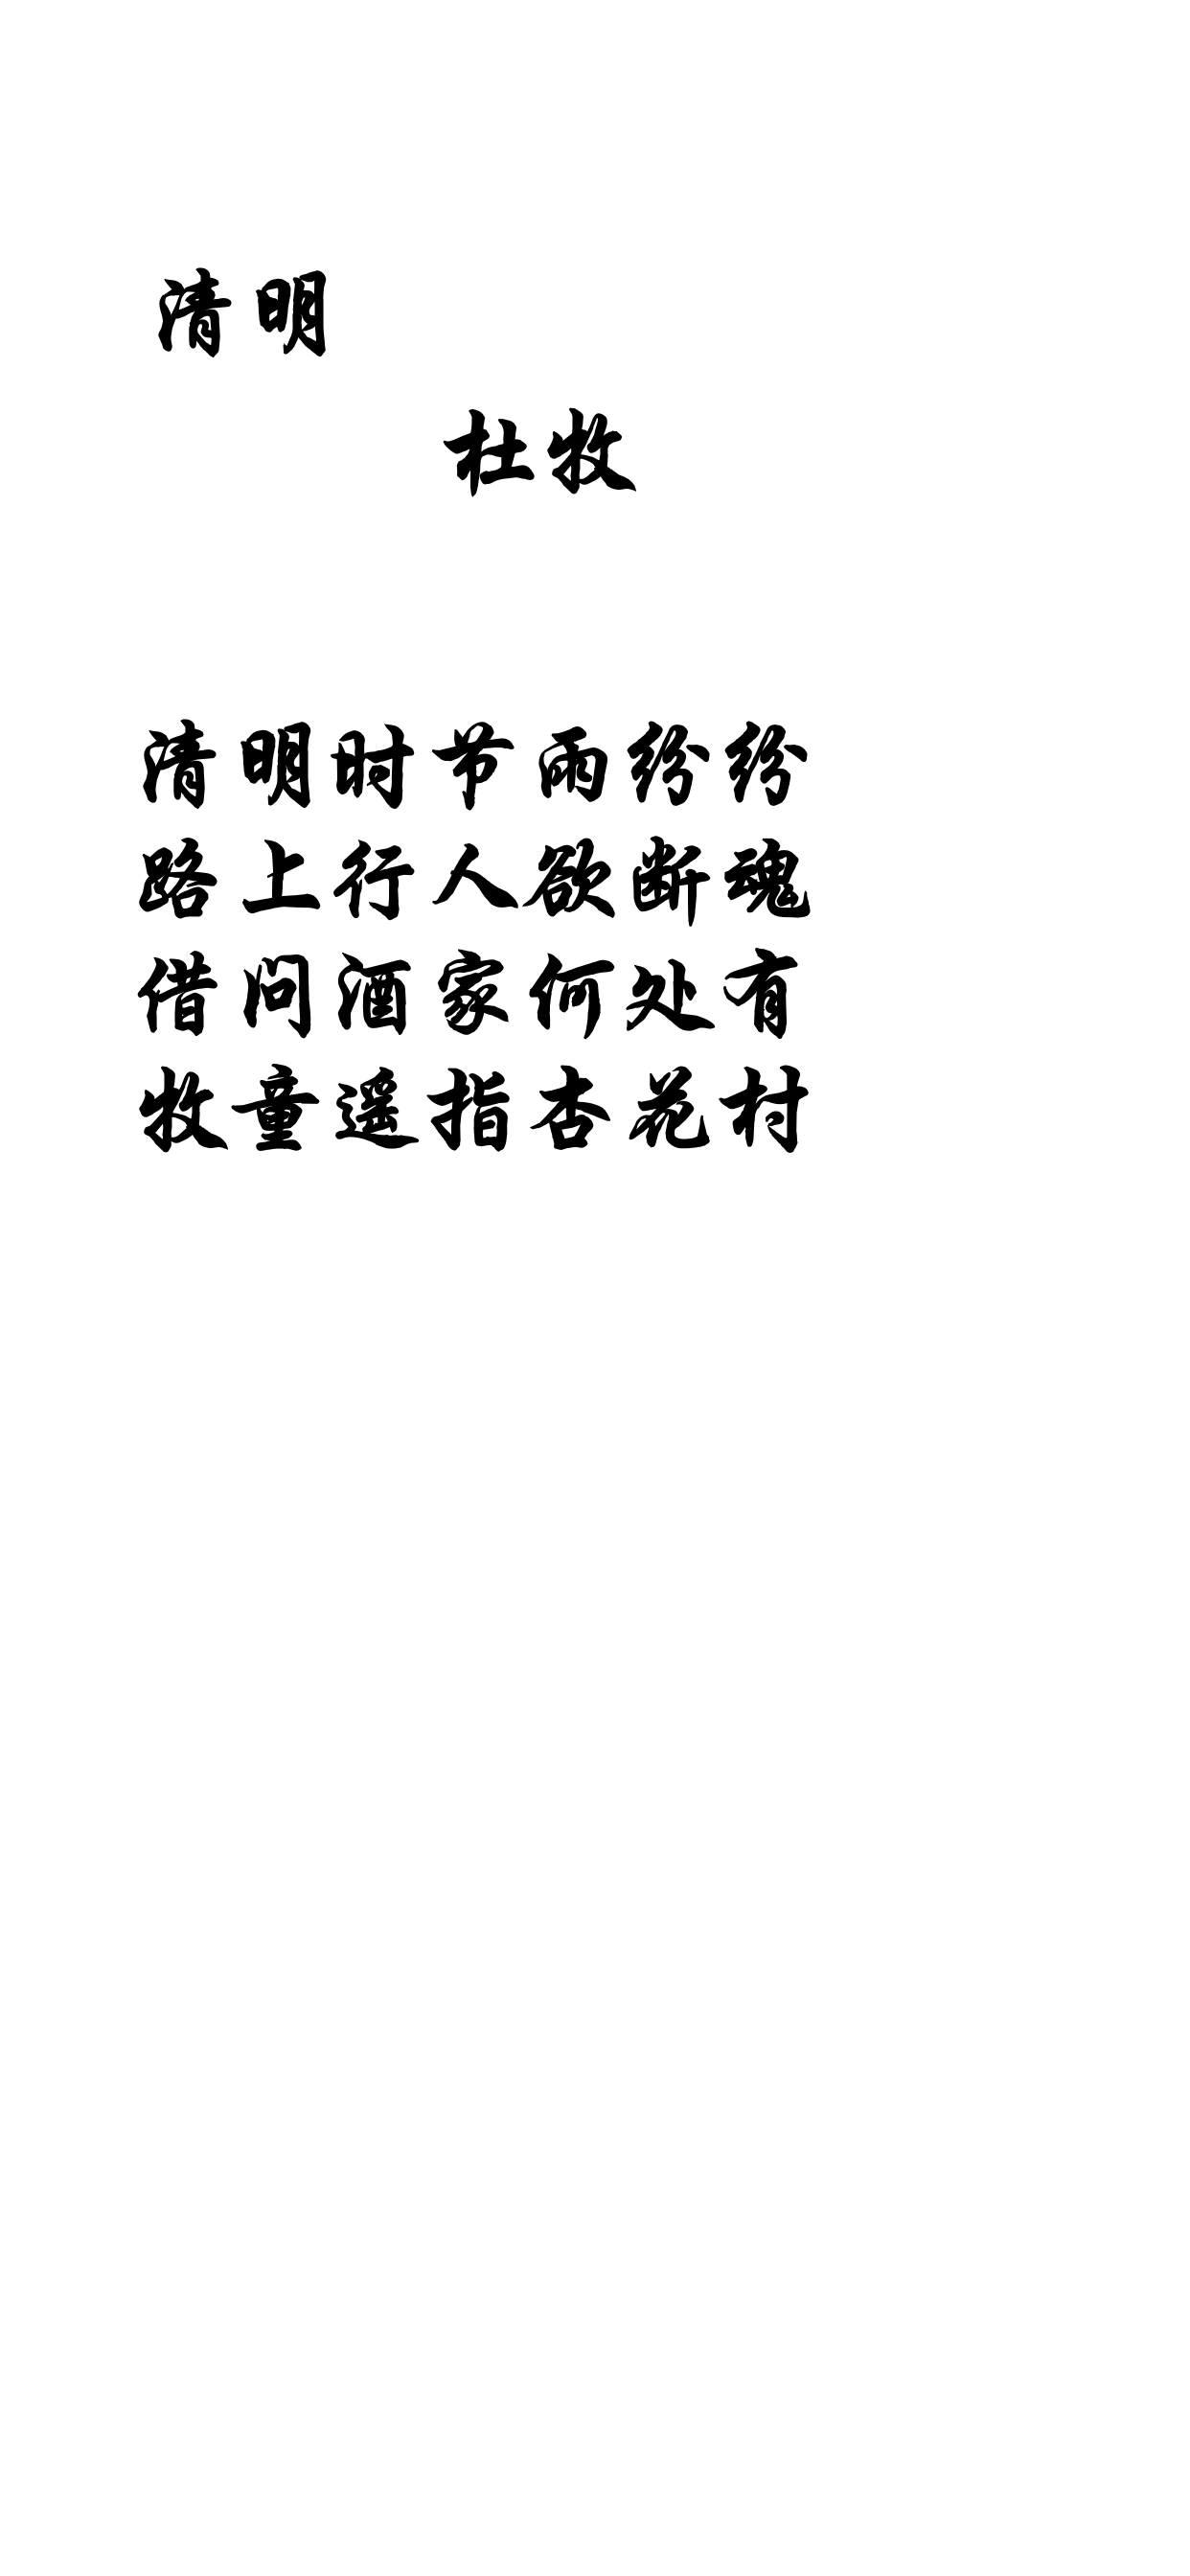 清明
杜牧
清明时节雨纷纷
路上行人欲断魂
借问酒家何处有
牧童遥指杏花村